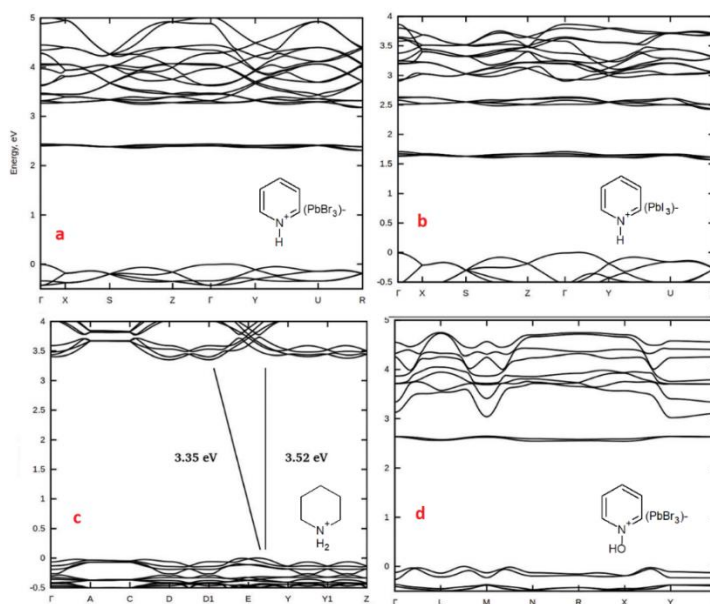 5
4
3
2
1
0
Energy, eV
a
N
+
H
(PbBr3)-
Γ X S Z Γ Y U R
4
3.5
3
2.5
2
1.5
1
0.5
0
-0.5
b
N
+
H
(PbI3)-
Γ X S Z Γ Y U
4
3.5
3
2.5
2
1.5
1
0.5
0
-0.5
3.35 eV
3.52 eV
c
N
+
H2
Γ A C D D1 E Y Y1 Z
5
4
3
2
1
0
d
N
+
HO
(PbBr3)-
Γ L M N R X Y